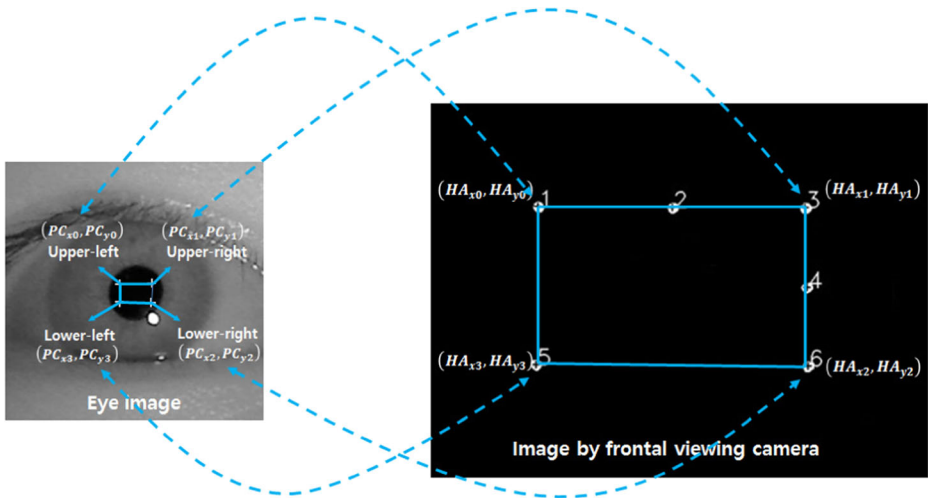 (PCx0, PCy0)
Upper-left
(PCx1, PCy1)
Upper-right
Lower-left
(PCx3, PCy3)
Lower-right
(PCx2, PCy2)
Eye image
(HAx0, HAy0)
1
2
3
(HAx1, HAy1)
4
(HAx3, HAy3)
5
6
(HAx2, HAy2)
Image by frontal viewing camera